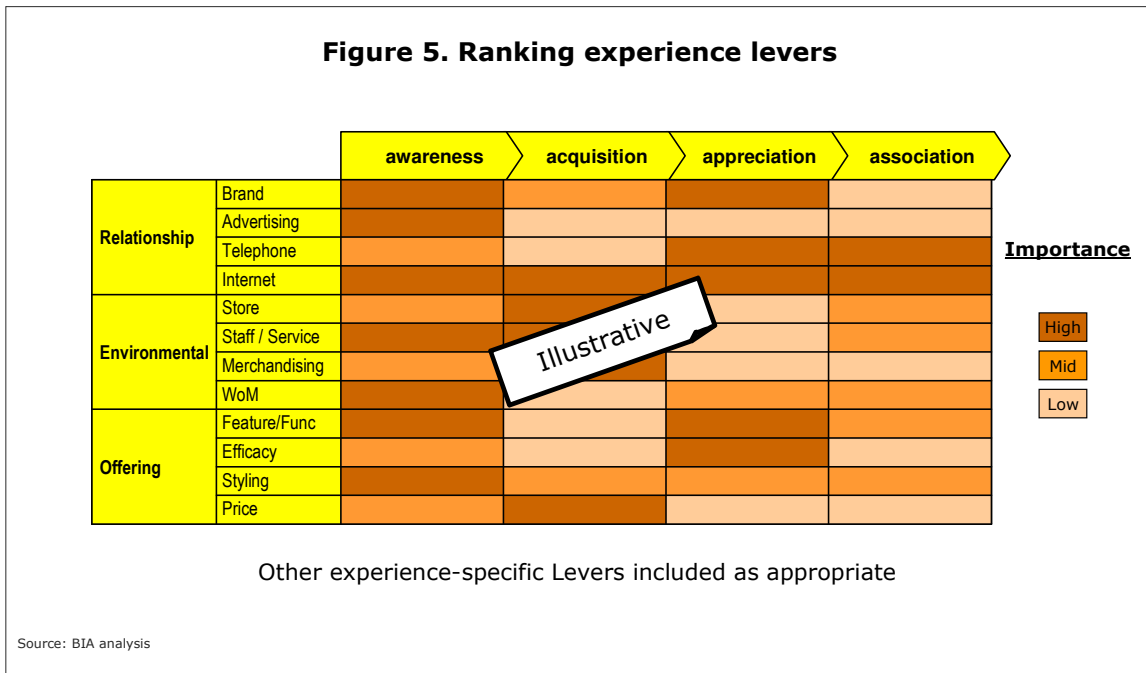 Figure 5. Ranking experience levers
awareness acquisition appreciation association
Relationship
Brand
Advertising
Telephone
Internet
Environmental
Store
Staff / Service
Merchandising
WoM
Offering
Feature/Func
Efficacy
Styling
Price
Illustrative
Importance
High
Mid
Low
Other experience-specific Levers included as appropriate
Source: BIA analysis